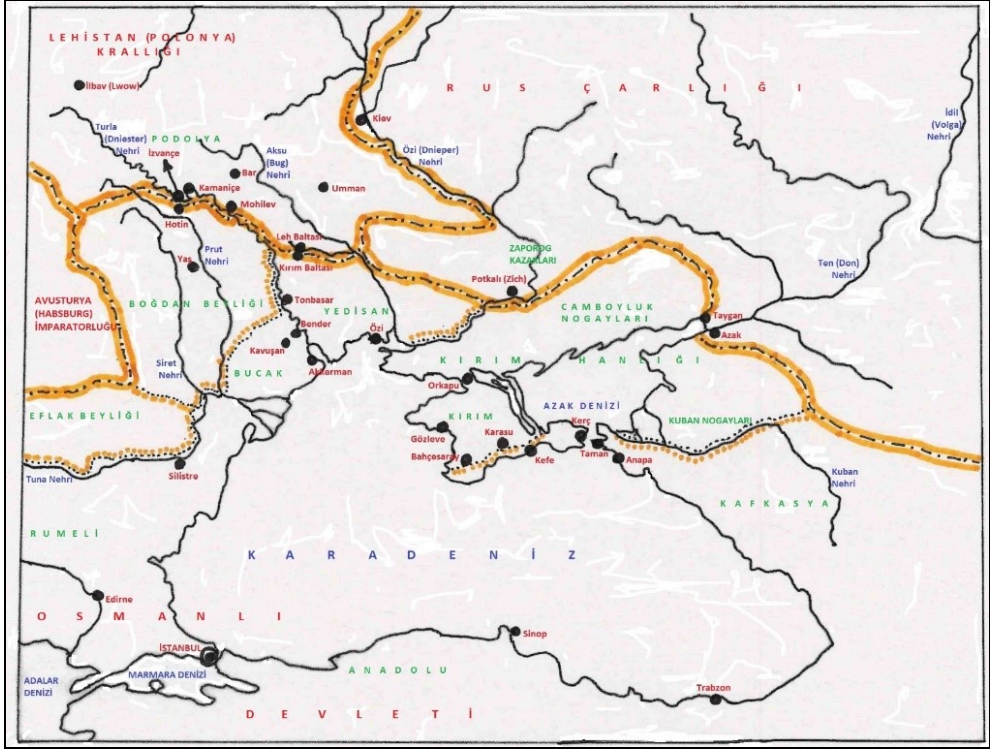 LEHİSTAN (POLONYA)
KRALLIĞI
İlbav (Lwow)
R U S Ç A R L I Ğ I
Kiev
İdil
(Volga)
Nehri
Turla
(Dniester)
Nehri
PODOLYA
İzvançe
Aksu
(Bug)
Nehri
Özi (Dnieper)
Nehri
Bar
Kamaniçe
Umman
Mohilev
Hotin
Leh Baltası
Kırım Baltası
ZAPOROG
KAZAKLARI
Prut
Nehri
Yaş
Ten (Don)
Nehri
Potkalı (Zich)
AVUSTURYA
(HABSBURG)
İMPARATORLUĞU
BOĞDAN BEYLİĞİ
Tonbasar
YEDİSAN
CAMBOYLUK
NOGAYLARI
Taygan
Azak
Bender
Özi
Kavuşan
Akkerman
BUCAK
Siret
Nehri
KIRIM HANLIĞI
Orkapu
EFLAK BEYLİĞİ
KIRIM
AZAK DENİZİ
KUBAN NOGAYLARI
Gözleve
Karasu
Kerç
Bahçesaray
Kefe
Taman
Anapa
Tuna Nehri
Silistre
Kuban
Nehri
KAFKASYA
RUMELİ
K A R A D E N İ Z
Edirne
O S M A N L I
Sinop
İSTANBUL
ANADOLU
ADALAR
DENİZİ
MARMARA DENİZİ
Trabzon
D E V L E T İ